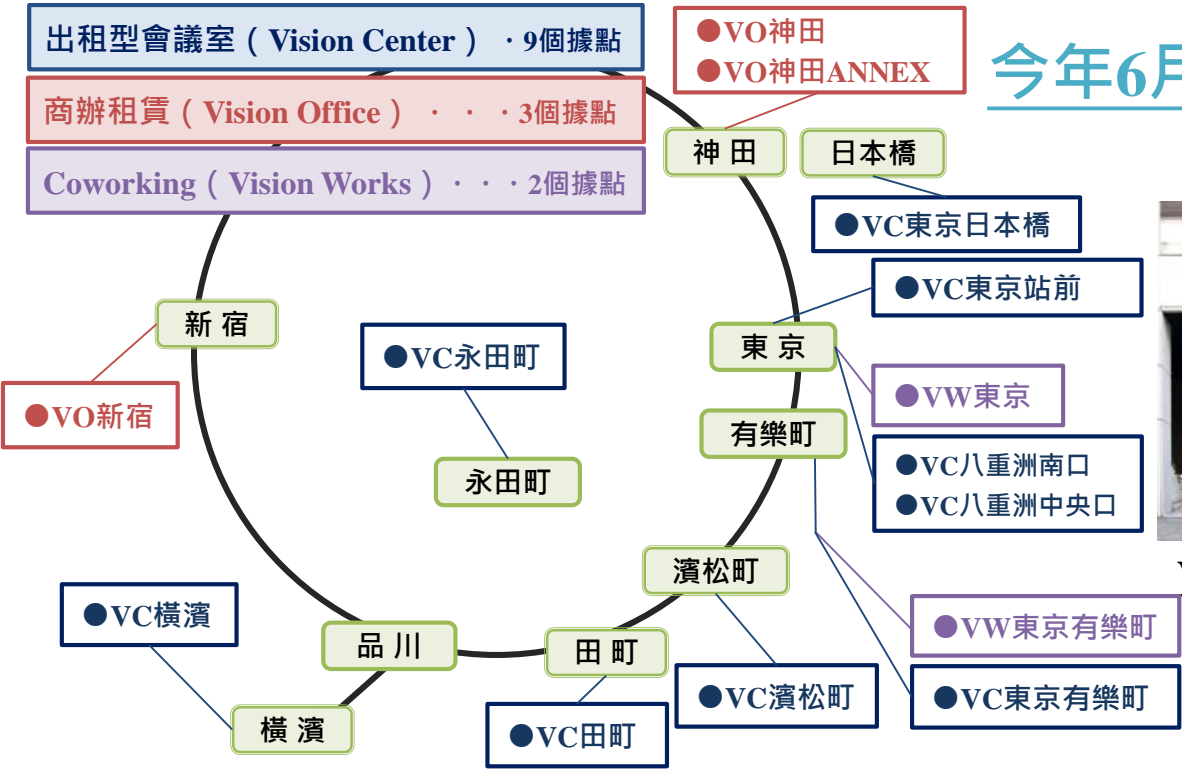 出租型會議室（Vision Center） ・9個據點
商辦租賃（Vision Office） ・ ・ ・3個據點
Coworking（Vision Works）・・・2個據點
●VO神田
●VO神田ANNEX
今年6月
神田
日本橋
●VC東京日本橋
●VC東京站前
新宿
東京
●VC永田町
●VW東京
●VO新宿
有樂町
●VC八重洲南口
●VC八重洲中央口
永田町
濱松町
●VC橫濱
●VW東京有樂町
品川
田町
●VC濱松町
●VC東京有樂町
橫濱
●VC田町